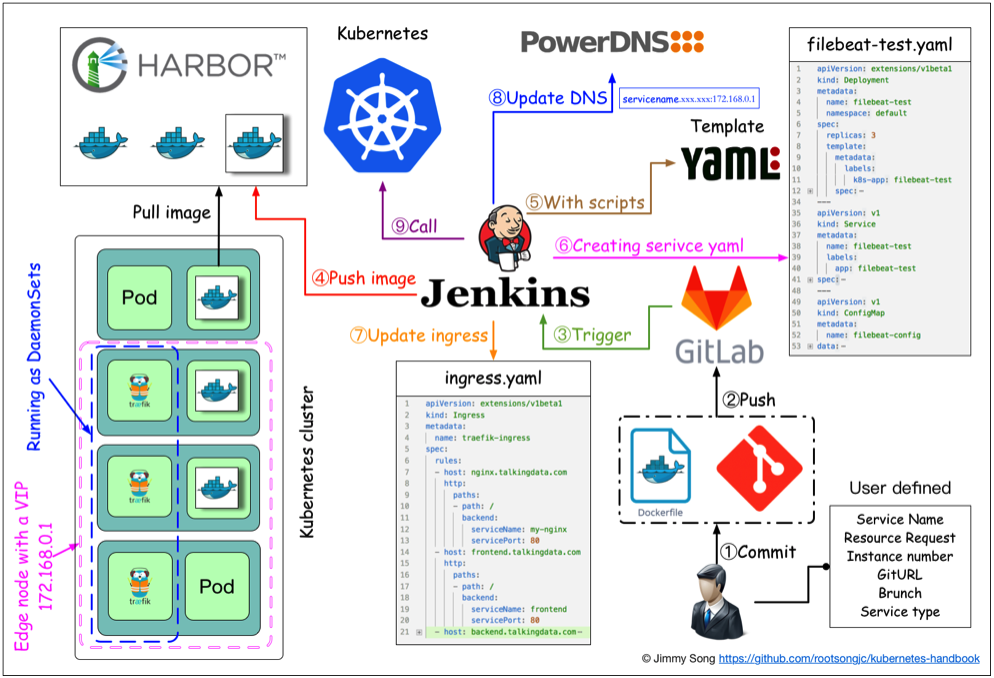 HARBOR™
Kubernetes
PowerDNS
filebeat-test.yaml
⑧Update DNS
servicename.xxx.xxx:172.168.0.1
Template
YAML
1 apiVersion: extensions/v1beta1
2 kind: Deployment
3 metadata:
4 name: filebeat-test
5 namespace: default
6 spec:
7 replicas: 3
8 template:
9 metadata:
10 labels:
11 k8s-app: filebeat-test
12 spec:
34 ---
35 apiVersion: v1
36 kind: Service
37 metadata:
38 name: filebeat-test
39 labels:
40 app: filebeat-test
41 spec:
48 ---
49 apiVersion: v1
50 kind: ConfigMap
51 metadata:
52 name: filebeat-config
53 data:
Pull image
⑨Call
⑤With scripts
⑥Creating serivce yaml
④Push image
Jenkins
⑦Update ingress
③Trigger
GitLab
Pod
Running as DaemonSets
træfik
træfik
træfik
Pod
Kubernetes cluster
Edge node with a VIP
172.168.0.1
ingress.yaml
1 apiVersion: extensions/v1beta1
2 kind: Ingress
3 metadata:
4 name: traefik-ingress
5 spec:
6 rules:
7 - host: nginx.talkingdata.com
8 http:
9 paths:
10 - path: /
11 backend:
12 serviceName: my-nginx
13 servicePort: 80
14 - host: frontend.talkingdata.com
15 http:
16 paths:
17 - path: /
18 backend:
19 serviceName: frontend
20 servicePort: 80
21 - host: backend.talkingdata.com
②Push
Dockerfile
①Commit
User defined
Service Name
Resource Request
Instance number
GitURL
Brunch
Service type
© Jimmy Song https://github.com/rootsongjc/kubernetes-handbook